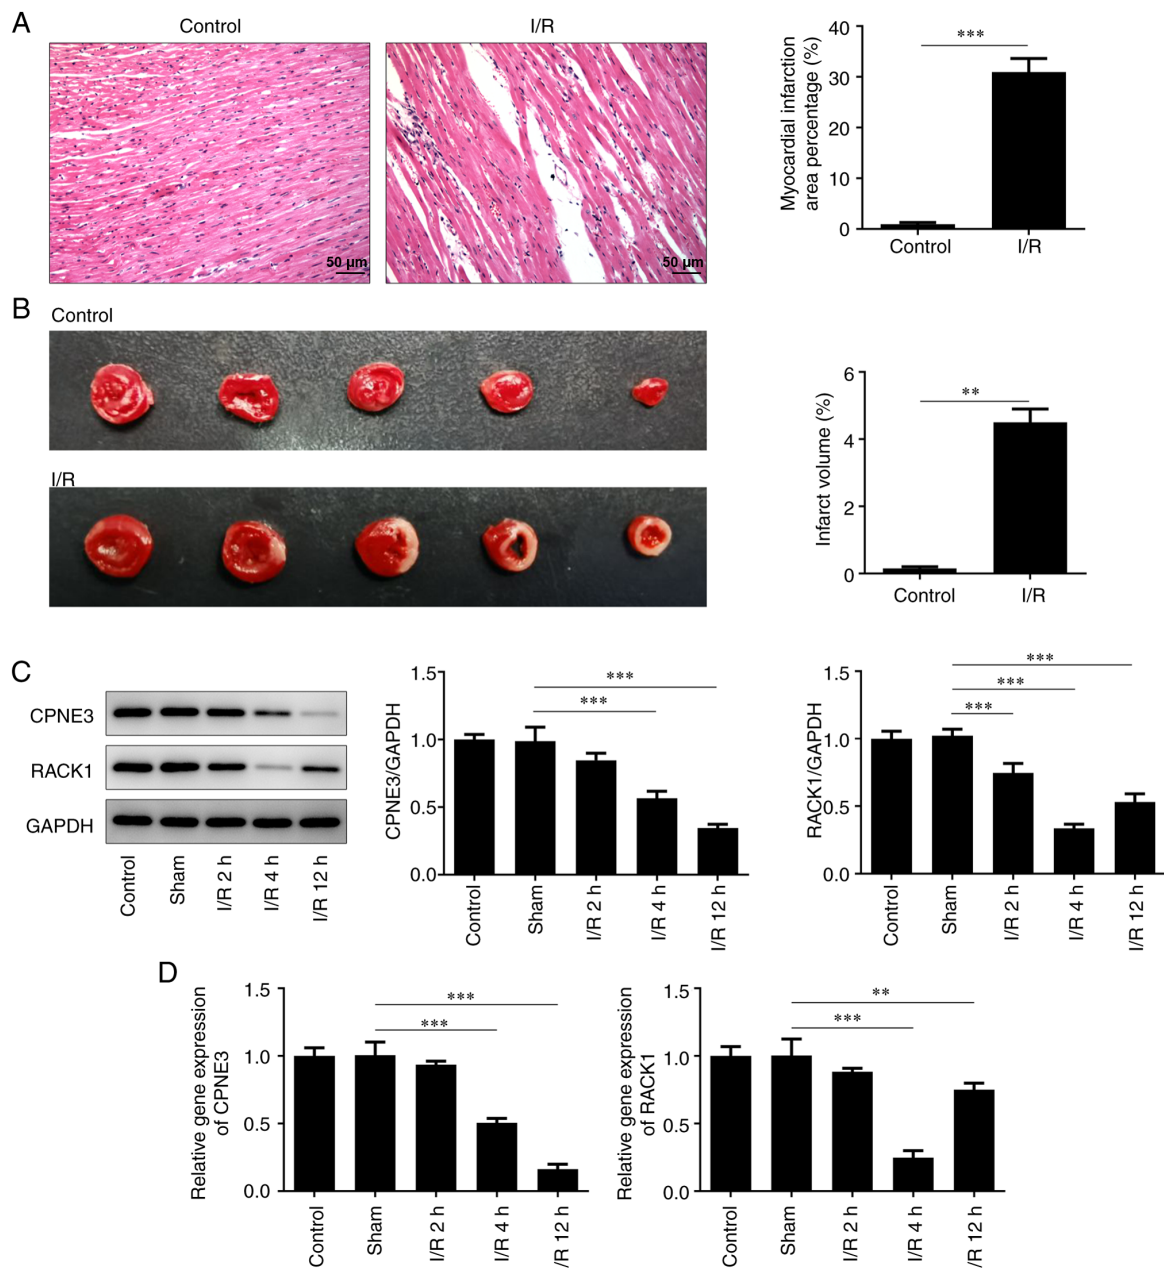 A
Control
I/R
50 μm
50 μm
Myocardial infarction
area percentage (%)
40
30
20
10
0
***
Control
I/R
B
Control
I/R
Infarct volume (%)
6
4
2
0
**
Control
I/R
C
CPNE3
RACK1
GAPDH
Control
Sham
I/R 2 h
I/R 4 h
I/R 12 h
CPNE3/GAPDH
1.5
1.0
0.5
0.0
***
***
Control
Sham
I/R 2 h
I/R 4 h
I/R 12 h
RACK1/GAPDH
1.5
1.0
0.5
0.0
***
***
***
Control
Sham
I/R 2 h
I/R 4 h
I/R 12 h
D
Relative gene expression
of CPNE3
1.5
1.0
0.5
0.0
***
***
Control
Sham
I/R 2 h
I/R 4 h
/R 12 h
Relative gene expression
of RACK1
1.5
1.0
0.5
0.0
**
***
Control
Sham
I/R 2 h
I/R 4 h
/R 12 h